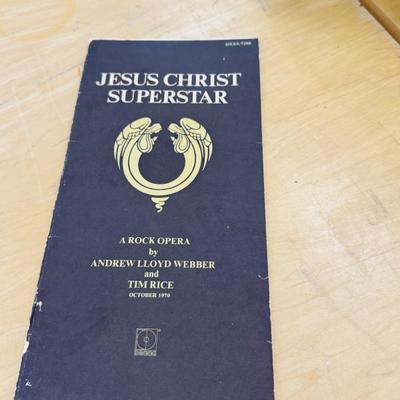 JESUS CHRIST
SUPERSTAR
A ROCK OPERA
by
ANDREW LLOYD WEBBER
and
TIM RICE
OCTOBER 1970